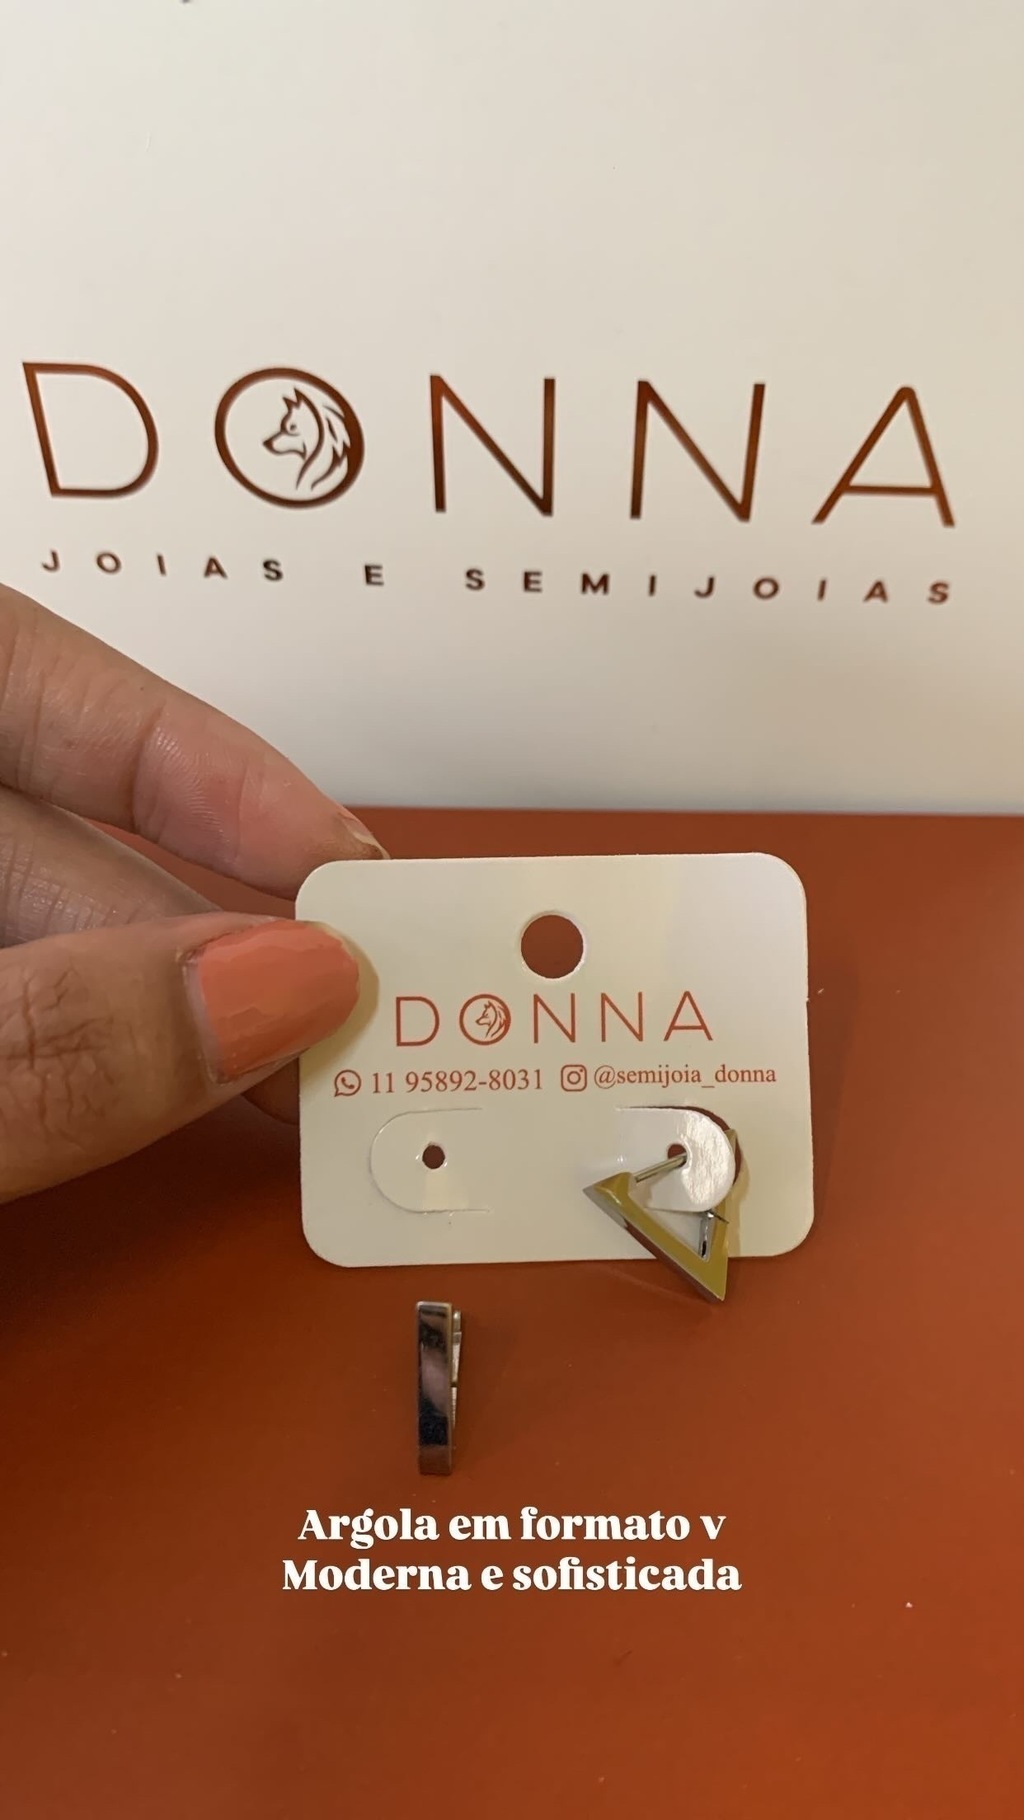 DONNA
JOIAS E SEMIJOIAS
DONNA
11 95892-8031 @semijoia_donna
Argola em formato v
Moderna e sofisticada